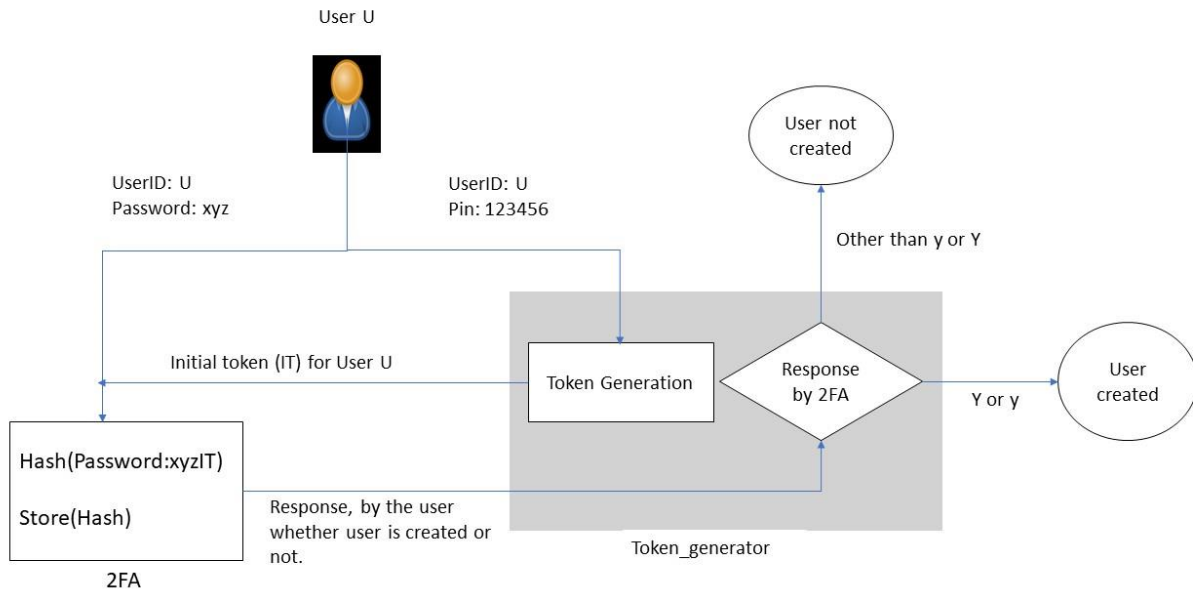 User U
User not
created
UserID: U
Password: xyz
UserID: U
Pin: 123456
Other than y or Y
Initial token (IT) for User U
Token Generation
Response
by 2FA
Y or y
User
created
Hash(Password:xyzIT)
Store(Hash)
Response, by the user
whether user is created or
not.
Token_generator
2FA